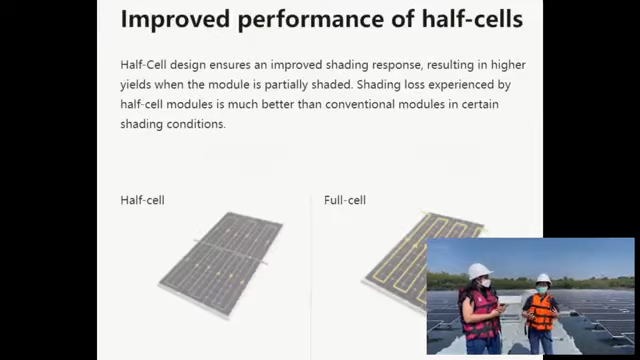 Improved performance of half-cells
Half-Cell design ensures an improved shading response, resulting in higher
yields when the module is partially shaded. Shading loss experienced by
half-cell modules is much better than conventional modules in certain
shading conditions.
Half-cell
Full-cell